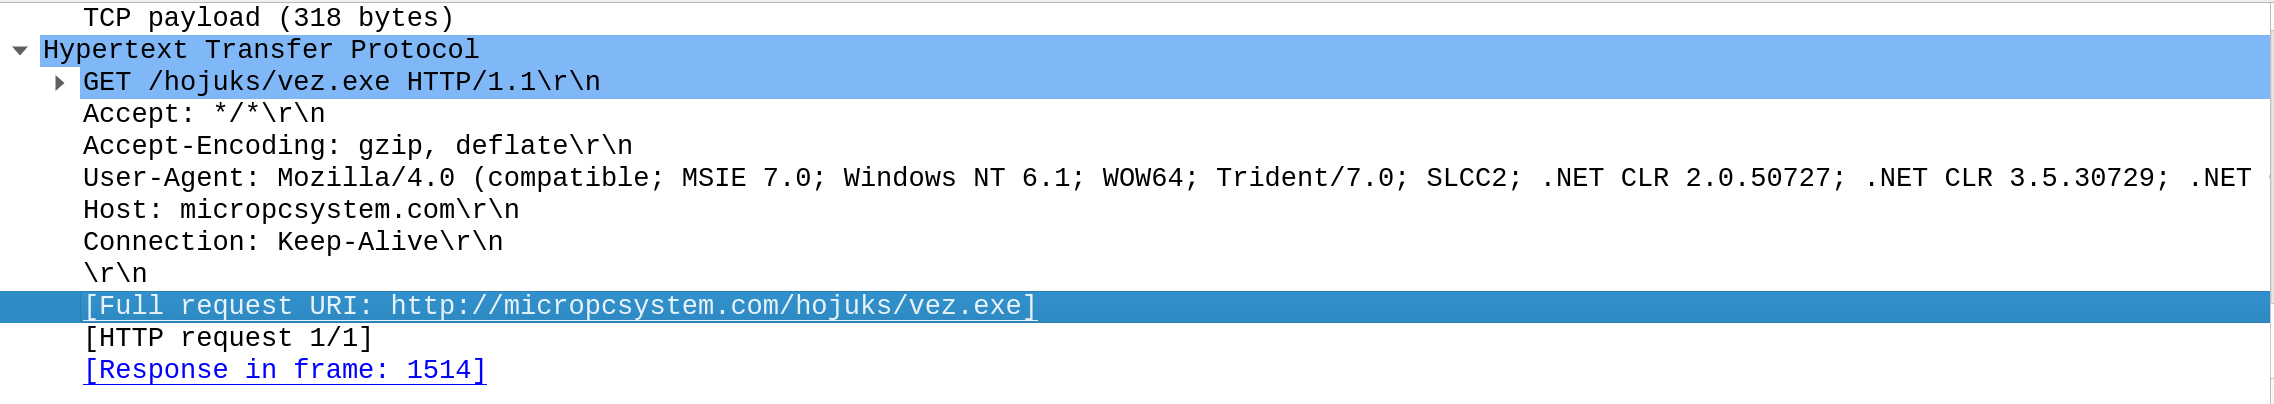 TCP payload (318 bytes)
Hypertext Transfer Protocol
GET /hojuks/vez.exe HTTP/1.1\r\n
Accept: */*\r\n
Accept-Encoding: gzip, deflate\r\n
User-Agent: Mozilla/4.0 (compatible; MSIE 7.0; Windows NT 6.1; WOW64; Trident/7.0; SLCC2; .NET CLR 2.0.50727; .NET CLR 3.5.30729; .NET
Host: micropcsystem.com\r\n
Connection: Keep-Alive\r\n
\r\n
[Full request URI: http://micropcsystem.com/hojuks/vez.exe]
[HTTP request 1/1]
[Response in frame: 1514]